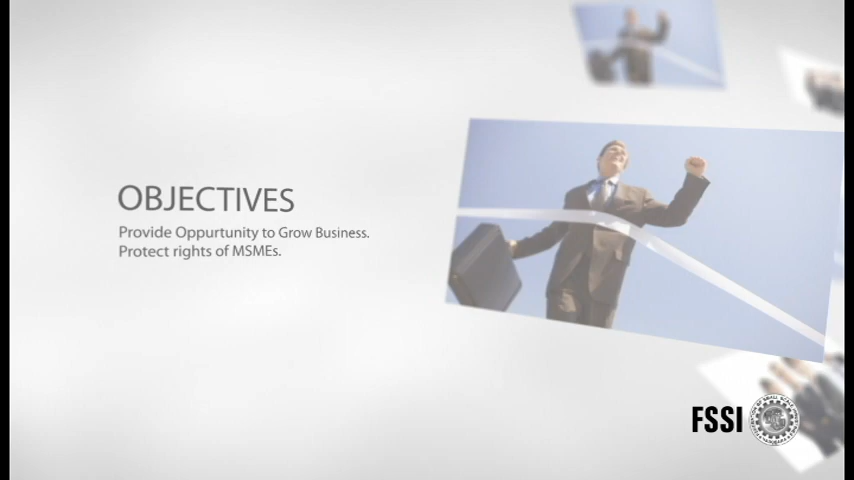 OBJECTIVES
Provide Oppurtunity to Grow Business.
Protect rights of MSMEs.
FSSI